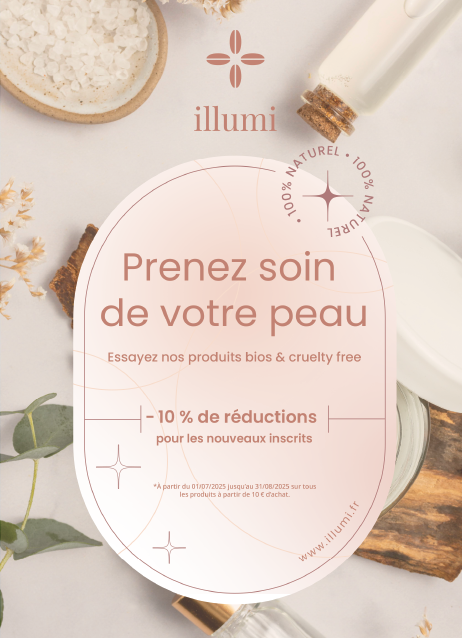 illumi
• 100% NATUREL • 100% NATUREL
Prenez soin
de votre peau
Essayez nos produits bios & cruelty free
- 10 % de réductions
pour les nouveaux inscrits
*À partir du 01/07/2025 jusqu'au 31/08/2025 sur tous
les produits à partir de 10 € d'achat.
www.illumi.fr